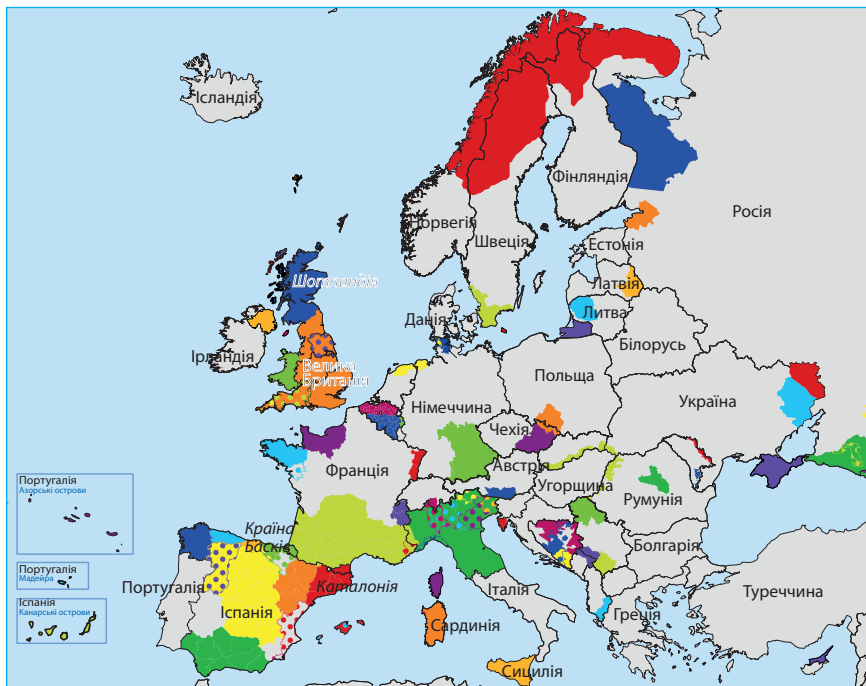 Ісландія
Фінляндія
Норвегія
Швеція
Росія
Естонія
Латвія
Литва
Шотландія
Данія
Ірландія
Велика
Британія
Білорусь
Польща
Німеччина
Україна
Чехія
Франція
Австрія
Угорщина
Румунія
Португалія
Азорські острови
Країна
Басків
Болгарія
Португалія
Мадейра
Португалія
Каталонія
Італія
Туреччина
Іспанія
Канарські острови
Іспанія
Греція
Сардинія
Сицилія